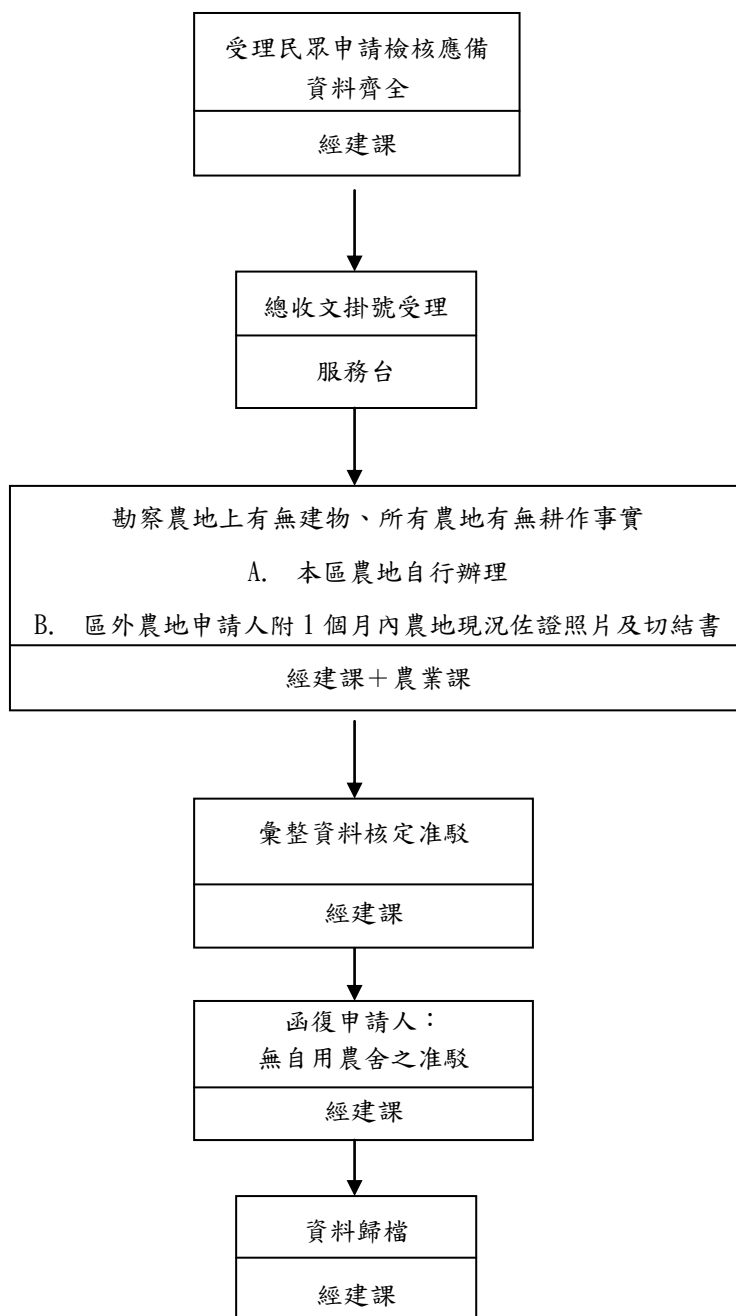 受理民眾申請檢核應備
資料齊全
經建課
總收文掛號受理
服務台
勘察農地上有無建物、所有農地有無耕作事實
A. 本區農地自行辦理
B. 區外農地申請人附 1 個月內農地現況佐證照片及切結書
經建課＋農業課
彙整資料核定准駁
經建課
函復申請人：
無自用農舍之准駁
經建課
資料歸檔
經建課